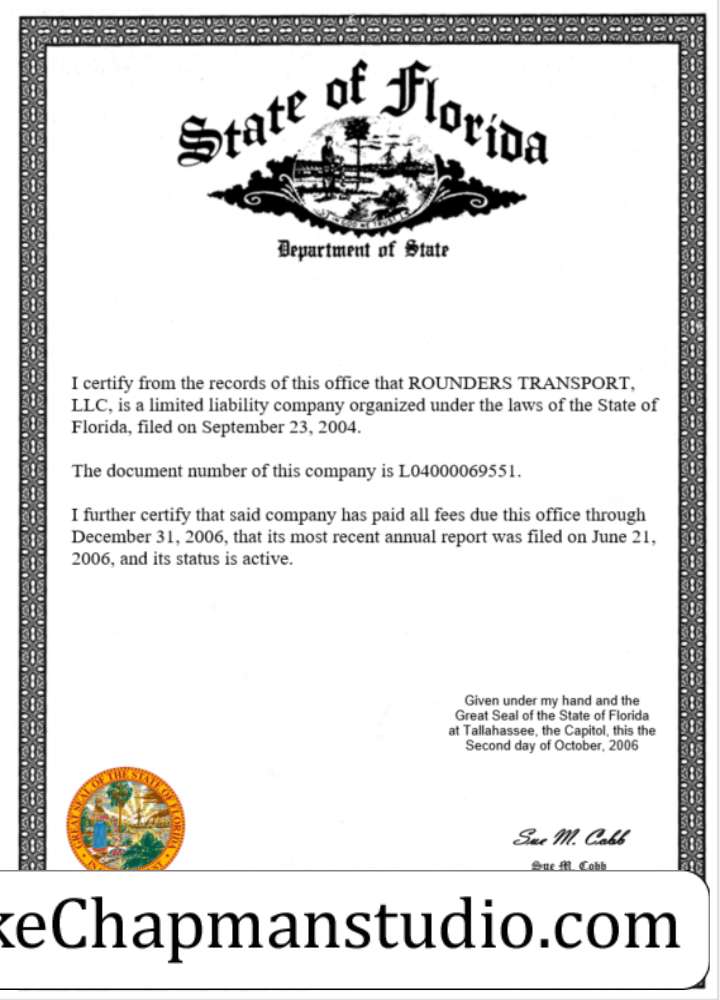 State of Florida
IN GOD WE TRUST
Department of State
I certify from the records of this office that ROUNDERS TRANSPORT,
LLC, is a limited liability company organized under the laws of the State of
Florida, filed on September 23, 2004.
The document number of this company is L04000069551.
I further certify that said company has paid all fees due this office through
December 31, 2006, that its most recent annual report was filed on June 21,
2006, and its status is active.
Given under my hand and the
Great Seal of the State of Florida
at Tallahassee, the Capitol, this the
Second day of October, 2006
GREAT SEAL OF THE STATE OF FLORIDA
Sue M. Cobb
Sue M. Cobb
keChapmanstudio.com